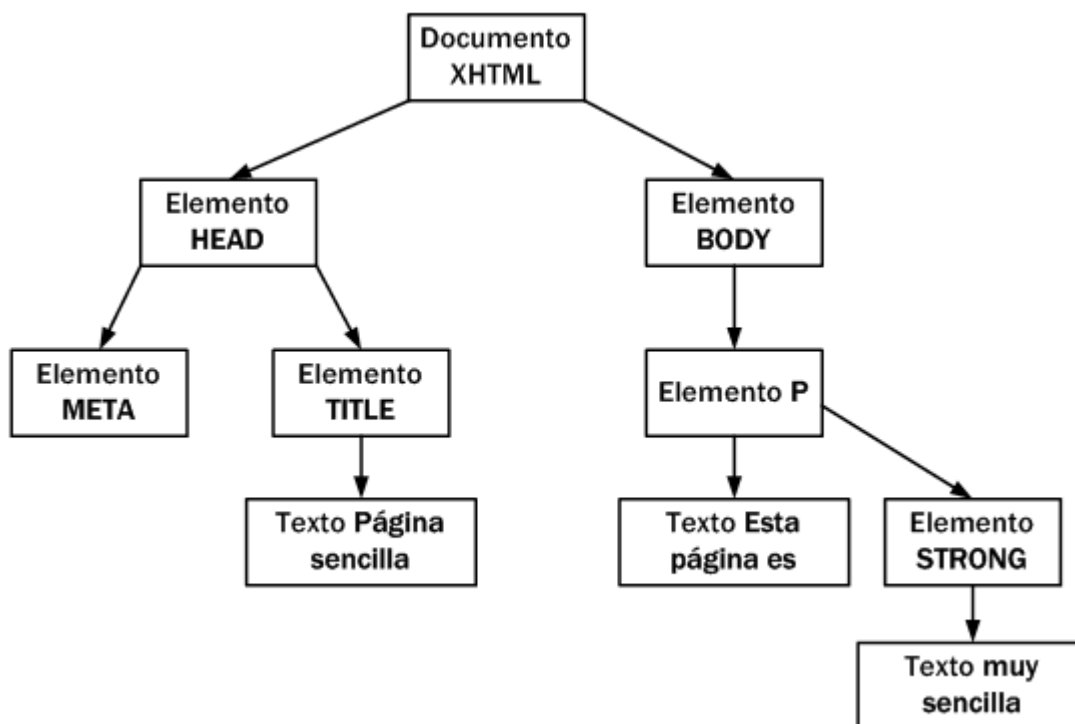 Documento
XHTML
Elemento
HEAD
Elemento
BODY
Elemento
META
Elemento
TITLE
Elemento P
Texto Página
sencilla
Texto Esta
página es
Elemento
STRONG
Texto muy
sencilla